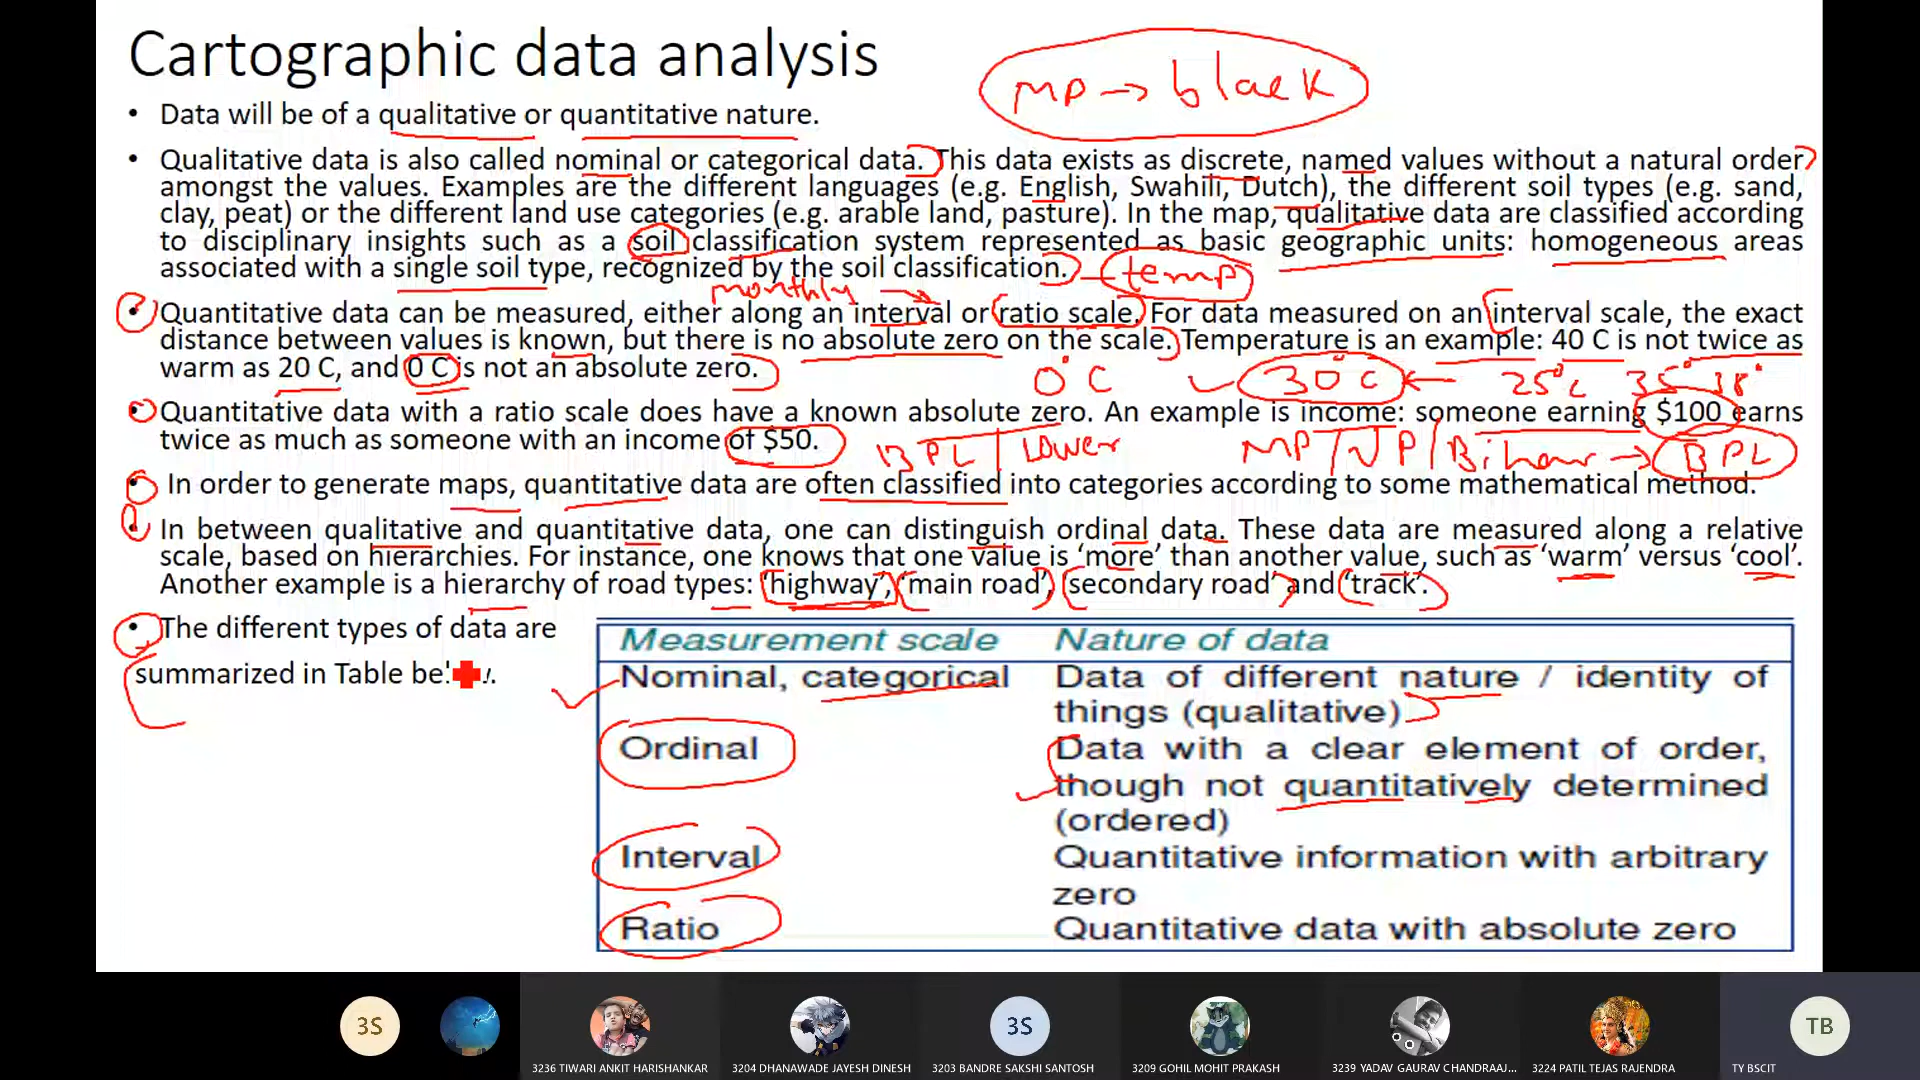 Cartographic data analysis
MP → black
• Data will be of a qualitative or quantitative nature.
• Qualitative data is also called nominal or categorical data. This data exists as discrete, named values without a natural order
amongst the values. Examples are the different languages (e.g. English, Swahili, Dutch), the different soil types (e.g. sand,
clay, peat) or the different land use categories (e.g. arable land, pasture). In the map, qualitative data are classified according
to disciplinary insights such as a soil classification system represented as basic geographic units: homogeneous areas
associated with a single soil type, recognized by the soil classification.
temp
monthly →
• Quantitative data can be measured, either along an interval or ratio scale. For data measured on an interval scale, the exact
distance between values is known, but there is no absolute zero on the scale. Temperature is an example: 40 C is not twice as
warm as 20 C, and 0 C is not an absolute zero.
0°C 30°C ← 25°C 35° 38°
• Quantitative data with a ratio scale does have a known absolute zero. An example is income: someone earning $100 earns
twice as much as someone with an income of $50.
BPL | Lower MP / UP / Bihar → BPL
• In order to generate maps, quantitative data are often classified into categories according to some mathematical method.
• In between qualitative and quantitative data, one can distinguish ordinal data. These data are measured along a relative
scale, based on hierarchies. For instance, one knows that one value is ‘more’ than another value, such as ‘warm’ versus ‘cool’.
Another example is a hierarchy of road types: ‘highway’, ‘main road’, ‘secondary road’ and ‘track’.
• The different types of data are
summarized in Table
Measurement scale Nature of data
Nominal, categorical Data of different nature / identity of
things (qualitative)
Ordinal Data with a clear element of order,
though not quantitatively determined
(ordered)
Interval Quantitative information with arbitrary
zero
Ratio Quantitative data with absolute zero
3S 3S TB
3236 TIWARI ANKIT HARISHANKAR 3204 DHANAWADE JAYESH DINESH 3203 BANDRE SAKSHI SANTOSH 3209 GOHIL MOHIT PRAKASH 3239 YADAV GAURAV CHANDRAAJ... 3224 PATIL TEJAS RAJENDRA TY BSCIT